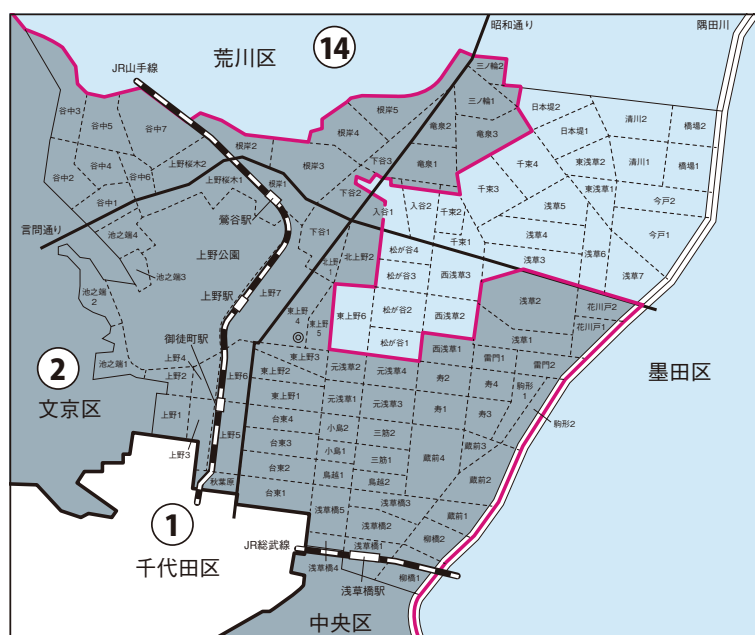 昭和通り
隅田川
荒川区
14
JR山手線
三ノ輪2
谷中3
谷中5
谷中7
根岸5
三ノ輪1
日本堤2
清川2
橋場2
根岸4
竜泉2
竜泉3
日本堤1
谷中4
上野桜木2
根岸2
根岸3
下谷3
竜泉1
千束4
東浅草2
清川1
橋場1
谷中2
谷中6
上野桜木1
根岸1
下谷2
千束3
東浅草1
谷中1
鶯谷駅
入谷1
入谷2
千束2
浅草5
今戸2
言問通り
池之端4
下谷1
千束1
浅草4
今戸1
上野公園
北上野1
北上野2
松が谷4
浅草3
浅草6
池之端3
松が谷3
西浅草3
浅草7
池之端2
上野駅
上野7
浅草2
花川戸2
東上野4
東上野5
東上野6
松が谷2
西浅草2
花川戸1
御徒町駅
松が谷1
西浅草1
浅草1
上野4
東上野3
雷門1
雷門2
墨田区
2
池之端1
上野2
上野6
東上野2
元浅草2
元浅草4
寿2
寿4
駒形1
文京区
上野1
東上野1
元浅草1
元浅草3
寿1
寿3
駒形2
上野5
台東4
小島2
三筋2
上野3
台東3
小島1
三筋1
蔵前4
蔵前3
秋葉原
台東2
鳥越1
鳥越2
蔵前2
台東1
浅草橋3
1
浅草橋5
蔵前1
浅草橋2
柳橋2
JR総武線
浅草橋1
千代田区
浅草橋4
浅草橋駅
柳橋1
中央区